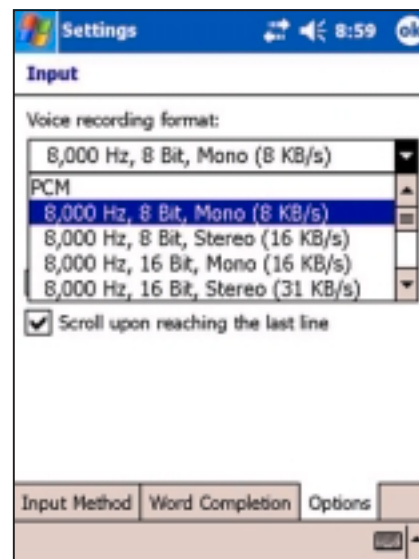 Settings 8:59 ok
Input
Voice recording format:
8,000 Hz, 8 Bit, Mono (8 KB/s)
PCM
8,000 Hz, 8 Bit, Mono (8 KB/s)
8,000 Hz, 8 Bit, Stereo (16 KB/s)
8,000 Hz, 16 Bit, Mono (16 KB/s)
8,000 Hz, 16 Bit, Stereo (31 KB/s)
Scroll upon reaching the last line
Input Method Word Completion Options